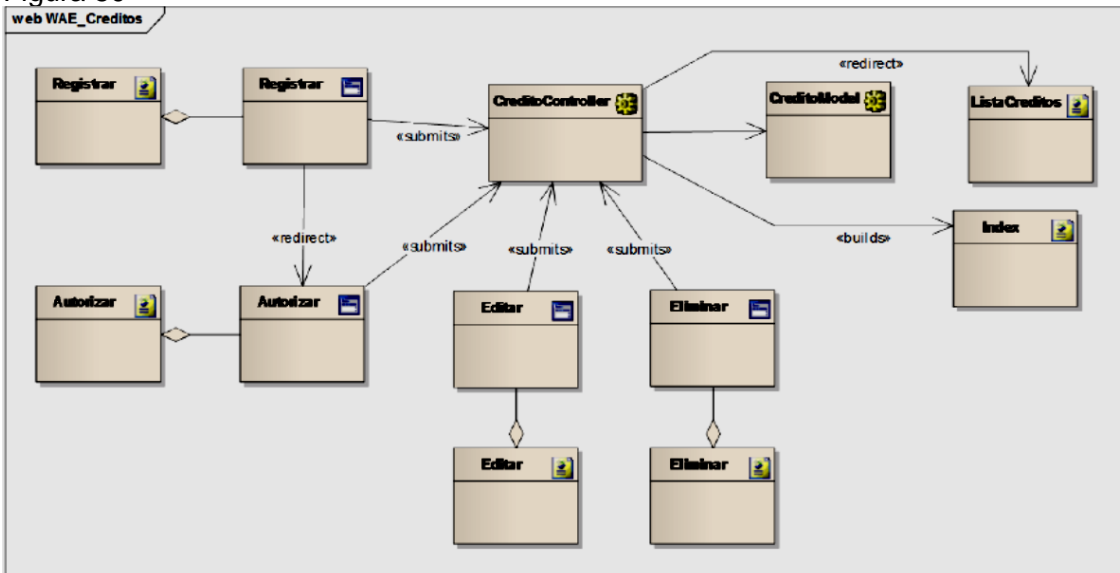 web WAE_Creditos
Registrar
Registrar
CreditoController
CreditoModel
ListaCreditos
«redirect»
«submits»
Index
«redirect»
«submits»
«submits»
«submits»
«builds»
Autorizar
Autorizar
Editar
Eliminar
Editar
Eliminar